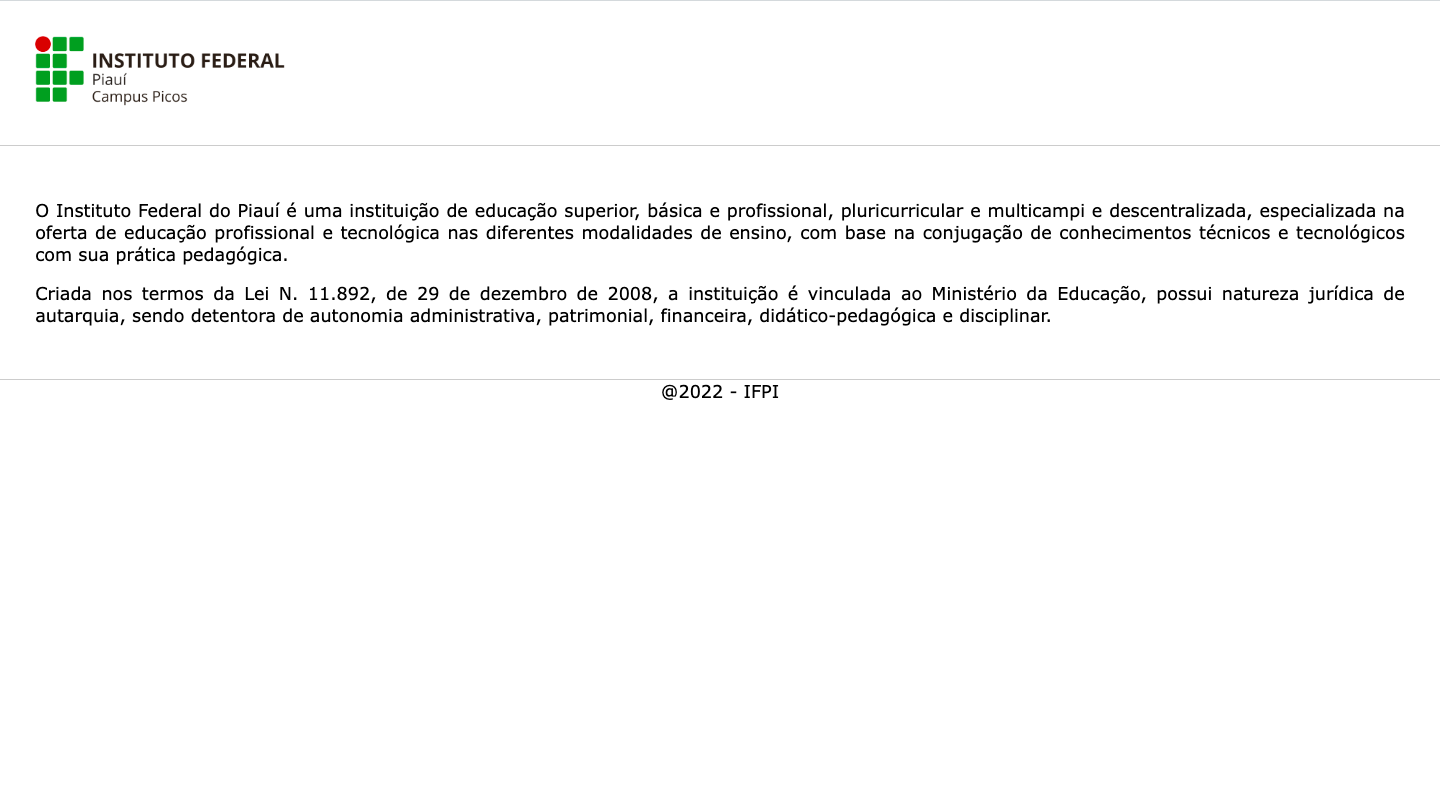 INSTITUTO FEDERAL
Piauí
Campus Picos
O Instituto Federal do Piauí é uma instituição de educação superior, básica e profissional, pluricurricular e multicampi e descentralizada, especializada na
oferta de educação profissional e tecnológica nas diferentes modalidades de ensino, com base na conjugação de conhecimentos técnicos e tecnológicos
com sua prática pedagógica.
Criada nos termos da Lei N. 11.892, de 29 de dezembro de 2008, a instituição é vinculada ao Ministério da Educação, possui natureza jurídica de
autarquia, sendo detentora de autonomia administrativa, patrimonial, financeira, didático-pedagógica e disciplinar.
@2022 - IFPI